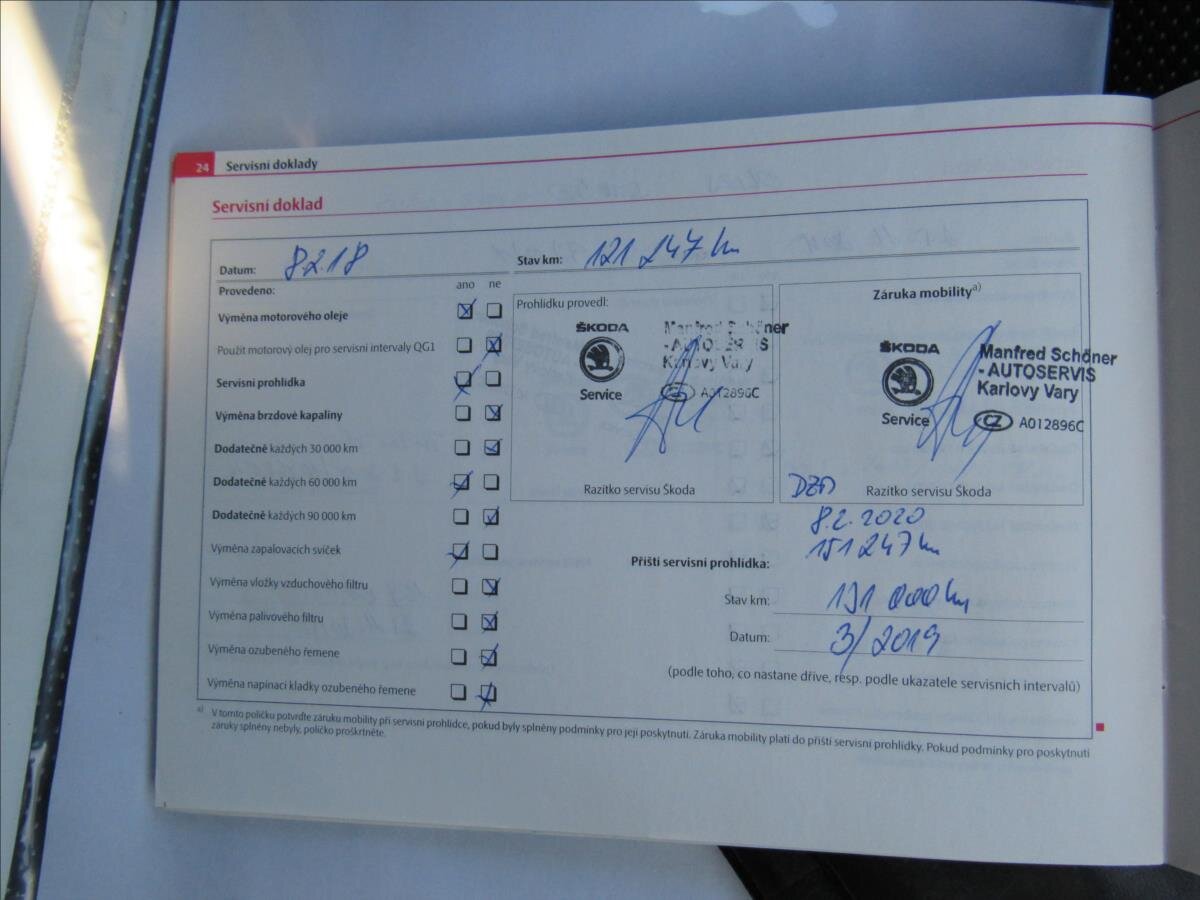 24 Servisní doklady
Servisní doklad
Datum: 8.2.18
Stav km: 121 247 km
Provedeno:
ano ne
Výměna motorového oleje
Použit motorový olej pro servisní intervaly QG1
Servisní prohlídka
Výměna brzdové kapaliny
Dodatečně každých 30 000 km
Dodatečně každých 60 000 km
Dodatečně každých 90 000 km
Výměna zapalovacích svíček
Výměna vložky vzduchového filtru
Výměna palivového filtru
Výměna ozubeného řemene
Výměna napínací kladky ozubeného řemene
Prohlídku provedl:
ŠKODA
Service
Manfred Schöner
- AUTOSERVIS
Karlovy Vary
CZ A012896C
Razítko servisu Škoda
Záruka mobility a)
ŠKODA
Service
Manfred Schöner
- AUTOSERVIS
Karlovy Vary
CZ A012896C
Razítko servisu Škoda
8.2.2020
151 247 km
Příští servisní prohlídka:
Stav km: 131 000 km
Datum: 3/2019
(podle toho, co nastane dříve, resp. podle ukazatele servisních intervalů)
a) V tomto políčku potvrďte záruku mobility při servisní prohlídce, pokud byly splněny podmínky pro její poskytnutí. Záruka mobility platí do příští servisní prohlídky. Pokud podmínky pro poskytnutí
záruky splněny nebyly, políčko proškrtněte.